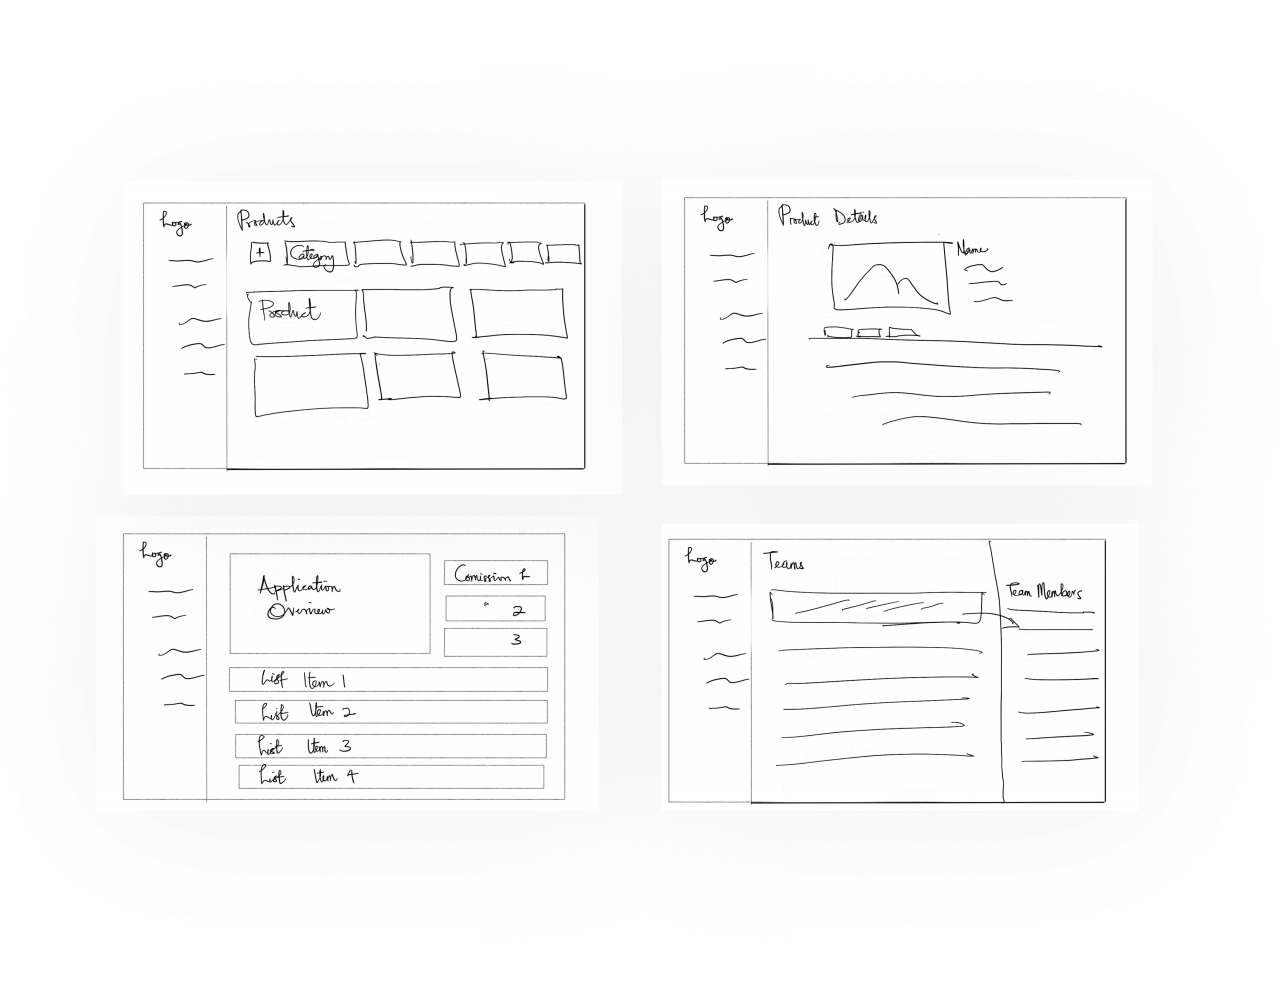 Logo
Products
+
Category
Product
Logo
Product Details
Name
Logo
Application
Overview
Comission 1
" 2
3
List Item 1
List Item 2
List Item 3
List Item 4
Logo
Teams
Team Members